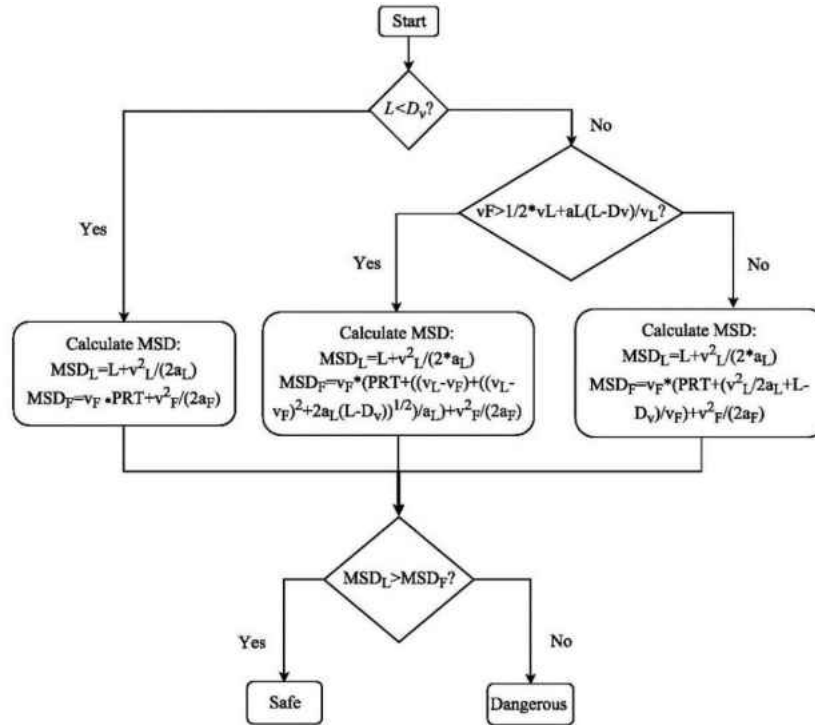 Start
L<Dv?
No
vF>1/2*vL+aL(L-Dv)/vL?
Yes
Yes
No
Calculate MSD:
MSDL=L+v²L/(2aL)
MSDF=vF•PRT+v²F/(2aF)
Calculate MSD:
MSDL=L+v²L/(2*aL)
MSDF=vF*(PRT+((vL-vF)+((vL-
vF)²+2aL(L-Dv))1/2)/aL)+v²F/(2aF)
Calculate MSD:
MSDL=L+v²L/(2*aL)
MSDF=vF*(PRT+(v²L/2aL+L-
Dv)/vF)+v²F/(2aF)
MSDL>MSDF?
Yes
No
Safe
Dangerous